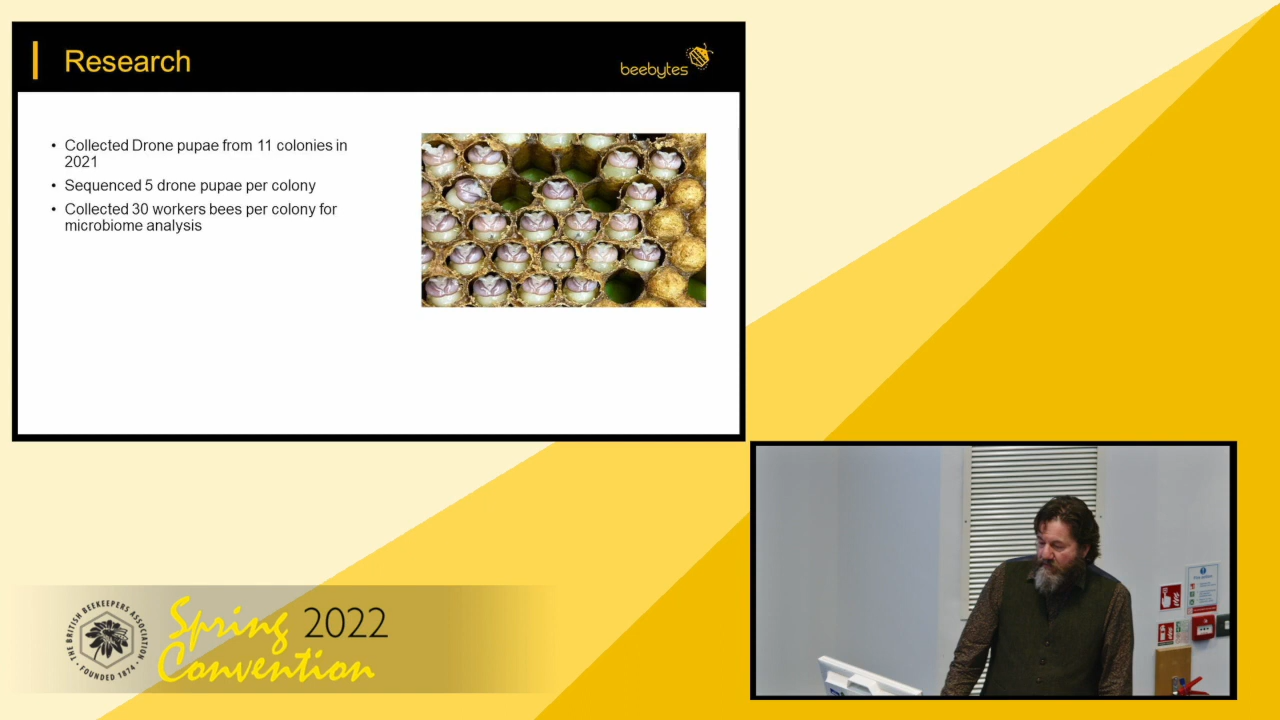 Research
beebytes
• Collected Drone pupae from 11 colonies in
2021
• Sequenced 5 drone pupae per colony
• Collected 30 workers bees per colony for
microbiome analysis
THE BRITISH BEEKEEPERS ASSOCIATION
• FOUNDED 1874 •
Spring 2022
Convention